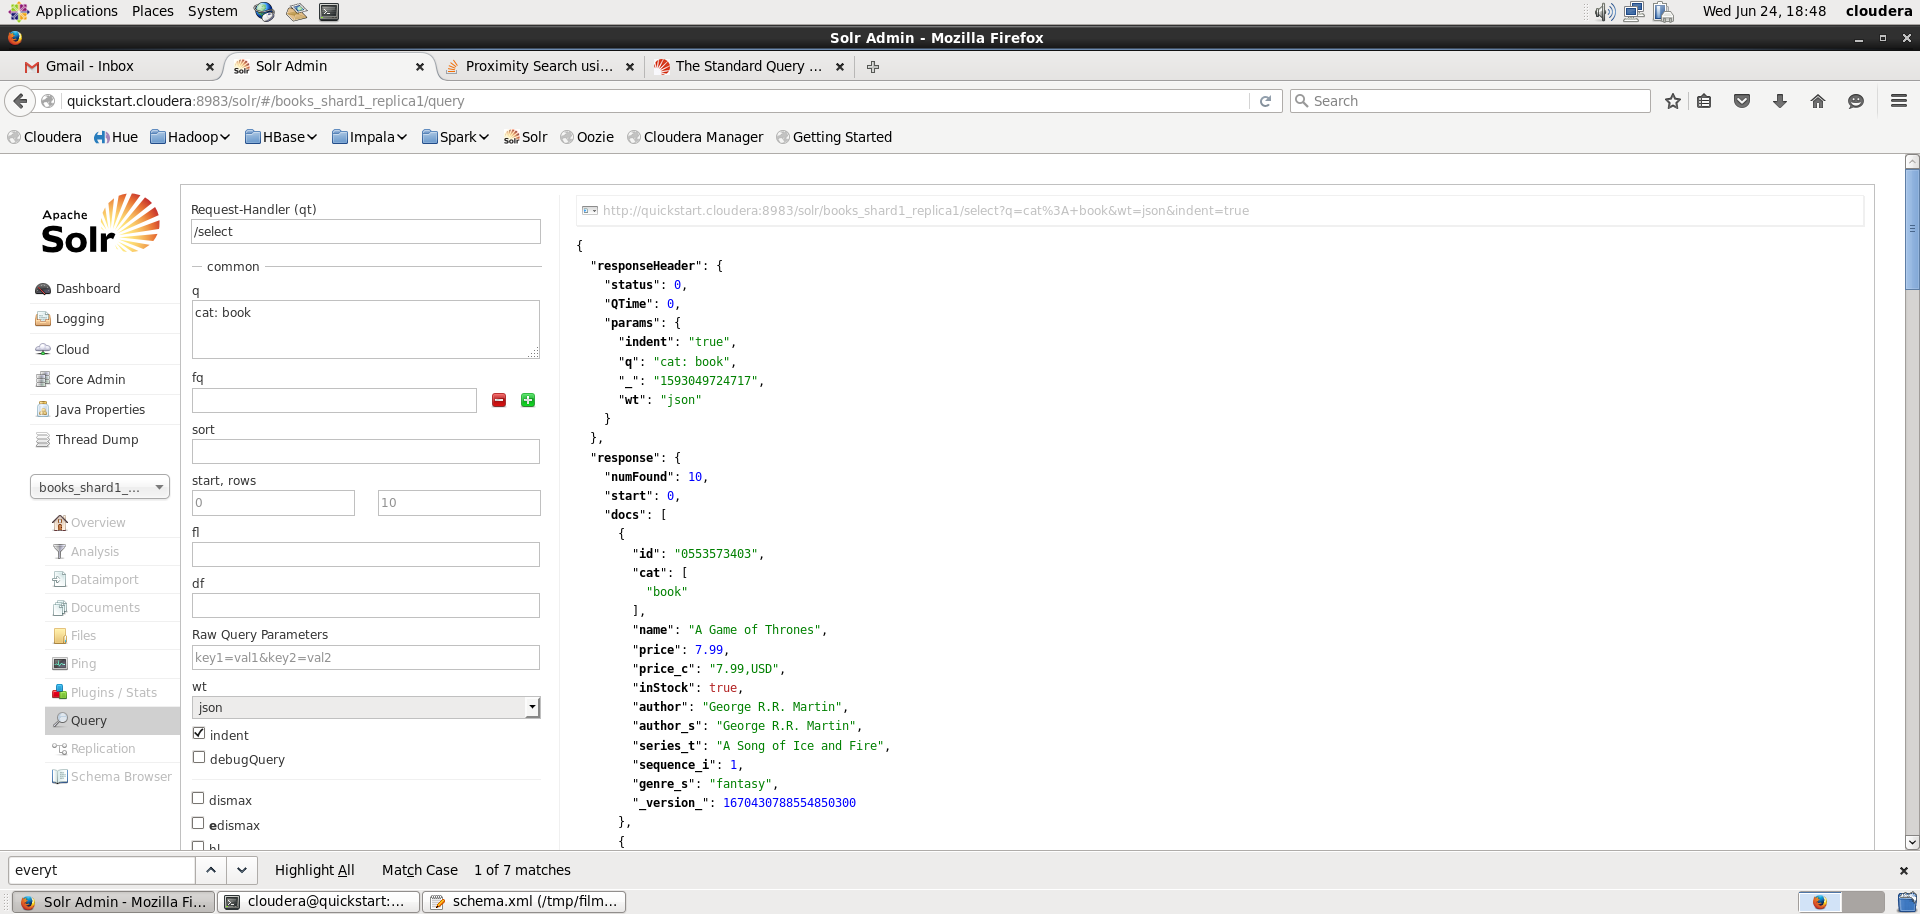 Applications Places System Wed Jun 24, 18:48 cloudera
Solr Admin - Mozilla Firefox
Gmail - Inbox Solr Admin Proximity Search usi... The Standard Query ...
quickstart.cloudera:8983/solr/#/books_shard1_replica1/query Search
Cloudera Hue Hadoop HBase Impala Spark Solr Oozie Cloudera Manager Getting Started
Apache
Solr
Dashboard
Logging
Cloud
Core Admin
Java Properties
Thread Dump
books_shard1_...
Overview
Analysis
Dataimport
Documents
Files
Ping
Plugins / Stats
Query
Replication
Schema Browser
Request-Handler (qt)
/select
common
q
cat: book
fq
sort
start, rows
0 10
fl
df
Raw Query Parameters
key1=val1&key2=val2
wt
json
indent
debugQuery
dismax
edismax
hl
http://quickstart.cloudera:8983/solr/books_shard1_replica1/select?q=cat%3A+book&wt=json&indent=true
{
"responseHeader": {
"status": 0,
"QTime": 0,
"params": {
"indent": "true",
"q": "cat: book",
"_": "1593049724717",
"wt": "json"
}
},
"response": {
"numFound": 10,
"start": 0,
"docs": [
{
"id": "0553573403",
"cat": [
"book"
],
"name": "A Game of Thrones",
"price": 7.99,
"price_c": "7.99,USD",
"inStock": true,
"author": "George R.R. Martin",
"author_s": "George R.R. Martin",
"series_t": "A Song of Ice and Fire",
"sequence_i": 1,
"genre_s": "fantasy",
"_version_": 1670430788554850300
},
{
everyt Highlight All Match Case 1 of 7 matches
Solr Admin - Mozilla Fi... cloudera@quickstart:... schema.xml (/tmp/film...